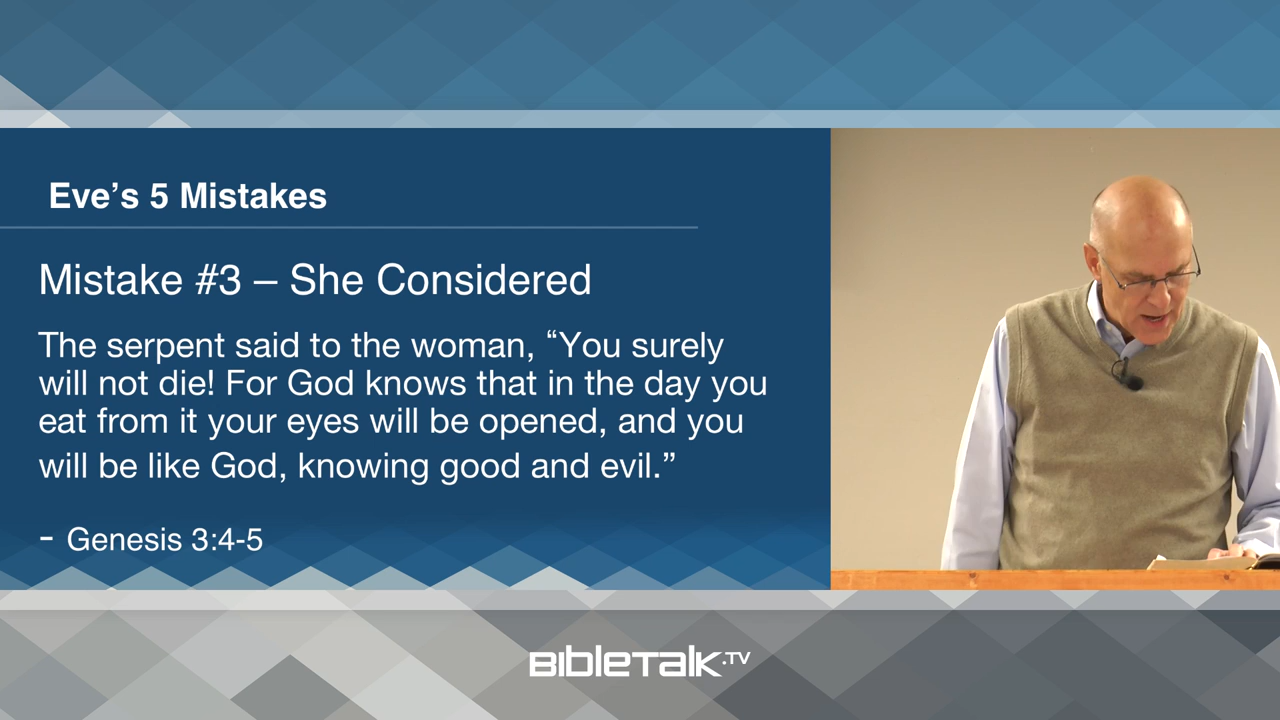 Eve’s 5 Mistakes
Mistake #3 – She Considered
The serpent said to the woman, “You surely
will not die! For God knows that in the day you
eat from it your eyes will be opened, and you
will be like God, knowing good and evil.”
- Genesis 3:4-5
BIBLETALK.TV